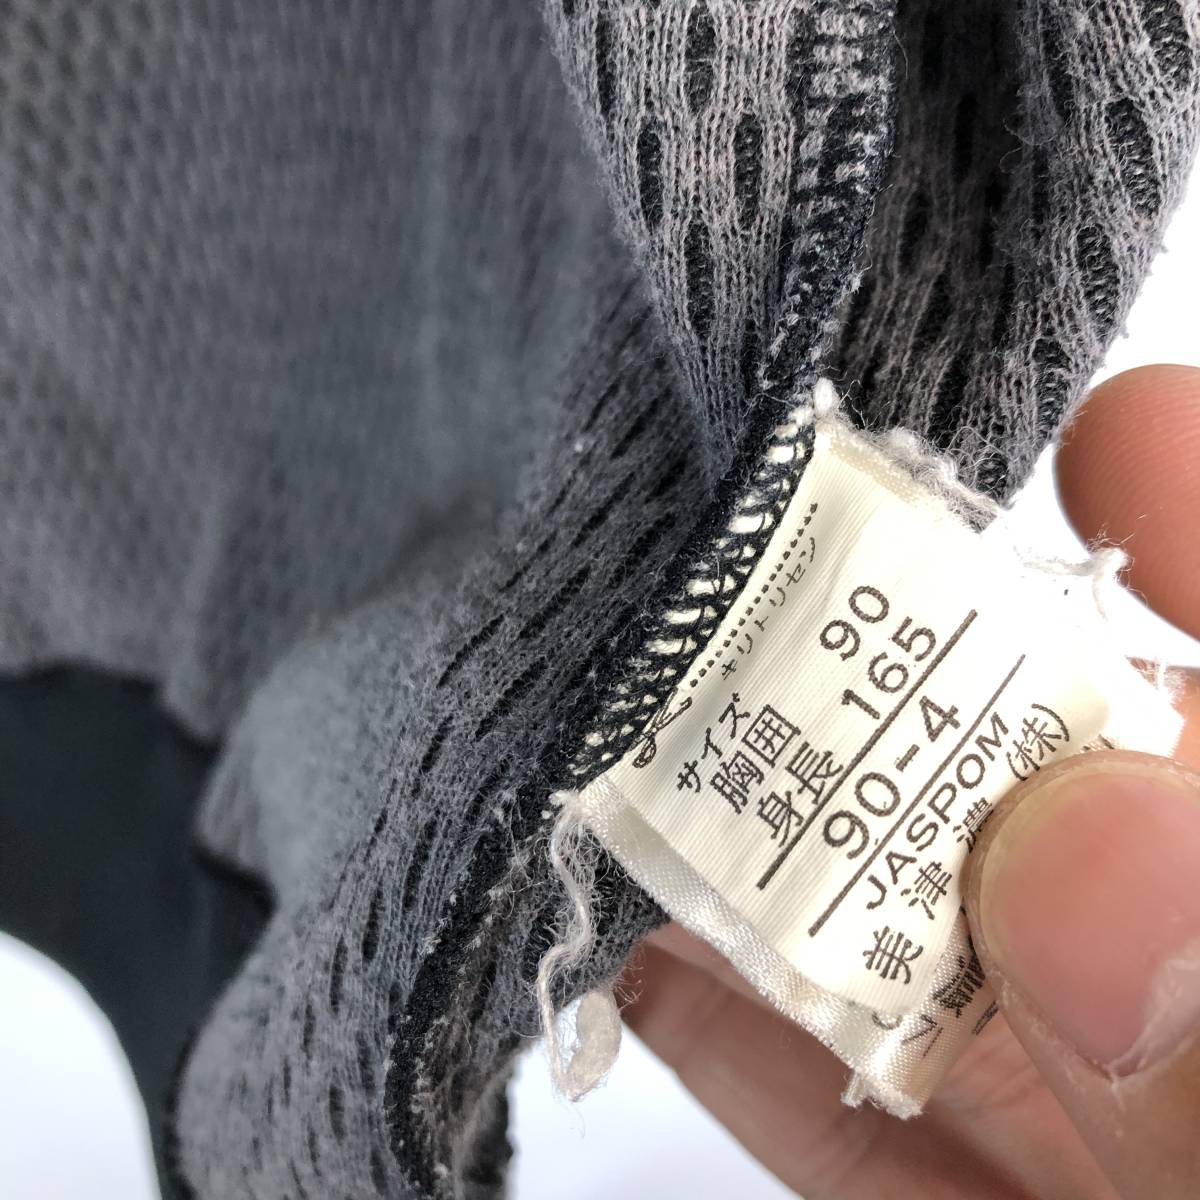 キリトリセン
サイズ
胸囲 90
身長 165
90-4
JASPOM
美津濃(株)